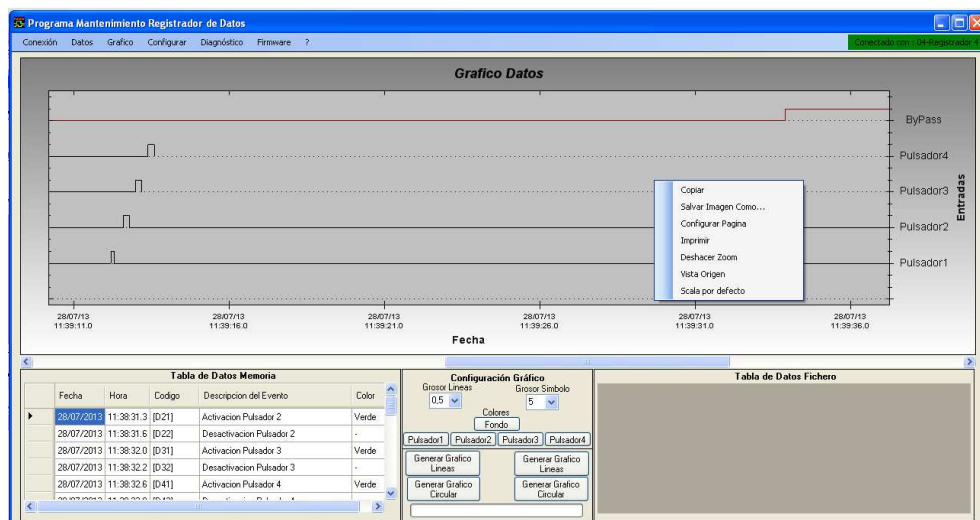 Programa Mantenimiento Registrador de Datos
Conexión Datos Grafico Configurar Diagnóstico Firmware ?
Conectado con : 04-Registrador 4
Grafico Datos
ByPass
Pulsador4
Pulsador3
Pulsador2
Pulsador1
Entradas
Copiar
Salvar Imagen Como...
Configurar Pagina
Imprimir
Deshacer Zoom
Vista Origen
Scala por defecto
28/07/13 28/07/13 28/07/13 28/07/13 28/07/13 28/07/13
11:39:11.0 11:39:16.0 11:39:21.0 11:39:26.0 11:39:31.0 11:39:36.0
Fecha
Tabla de Datos Memoria
Fecha Hora Codigo Descripcion del Evento Color
28/07/2013 11:38:31.3 [D21] Activacion Pulsador 2 Verde
28/07/2013 11:38:31.6 [D22] Desactivacion Pulsador 2 -
28/07/2013 11:38:32.0 [D31] Activacion Pulsador 3 Verde
28/07/2013 11:38:32.2 [D32] Desactivacion Pulsador 3 -
28/07/2013 11:38:32.6 [D41] Activacion Pulsador 4 Verde
Configuración Gráfico
Grosor Lineas Grosor Simbolo
0,5 5
Colores
Fondo
Pulsador1 Pulsador2 Pulsador3 Pulsador4
Generar Grafico Lineas
Generar Grafico Lineas
Generar Grafico Circular
Generar Grafico Circular
Tabla de Datos Fichero